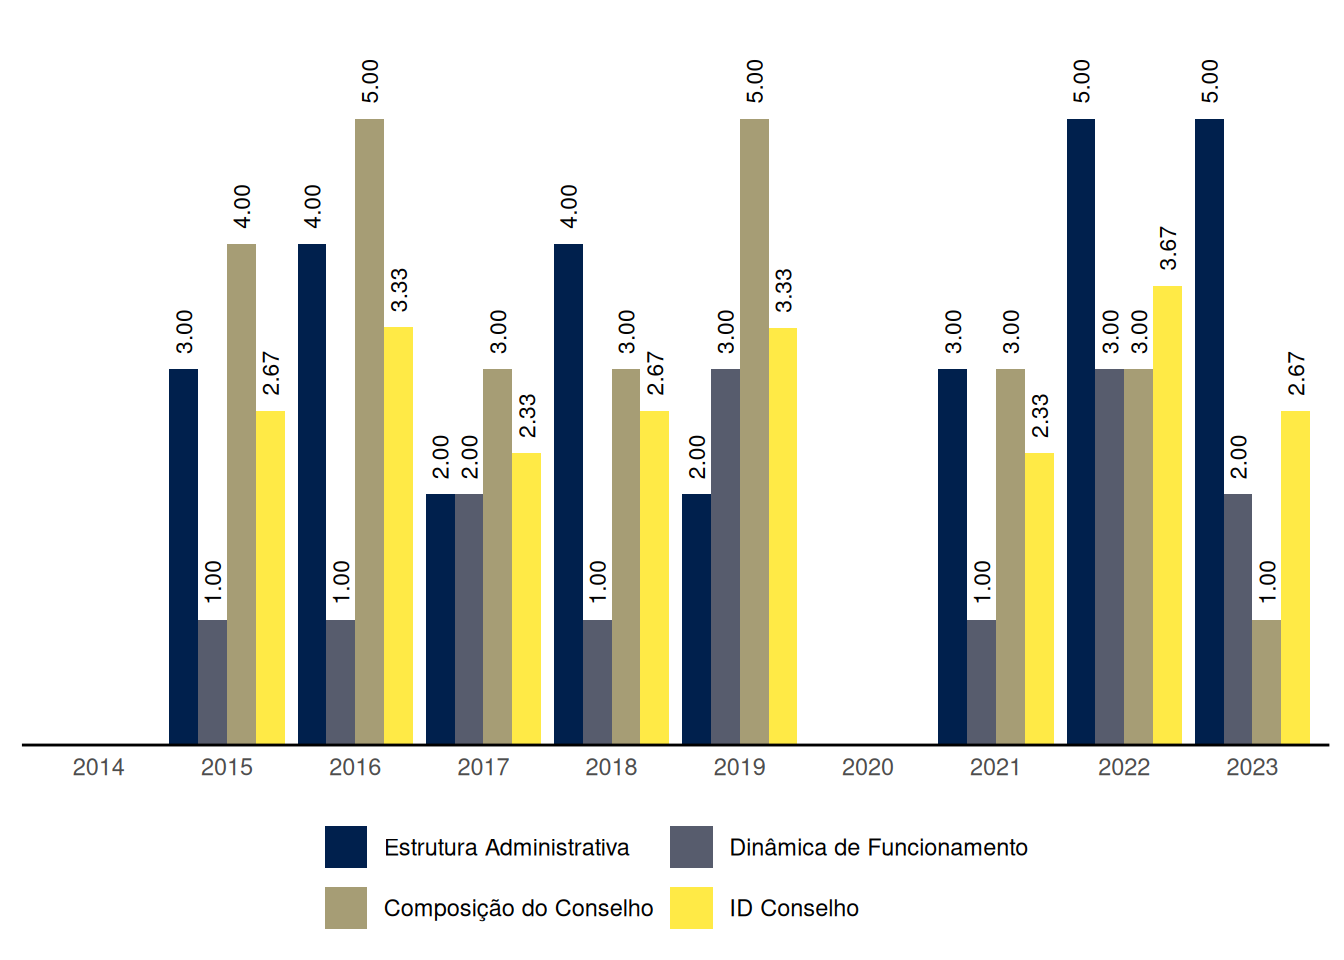 3.00 1.00 4.00 2.67 4.00 1.00 5.00 3.33 2.00 2.00 3.00 2.33 4.00 1.00 3.00 2.67 2.00 3.00 5.00 3.33 3.00 1.00 3.00 2.33 5.00 3.00 3.00 3.67 5.00 2.00 1.00 2.67
2014 2015 2016 2017 2018 2019 2020 2021 2022 2023
Estrutura Administrativa Dinâmica de Funcionamento
Composição do Conselho ID Conselho